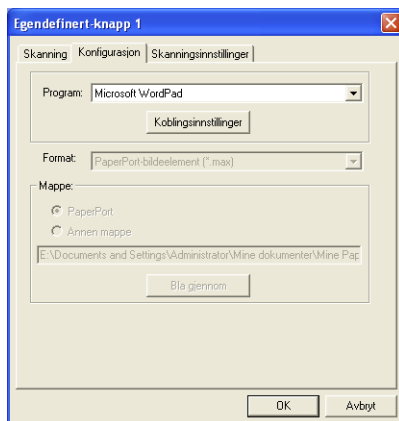 Egendefinert-knapp 1
Skanning Konfigurasjon Skanningsinnstillinger
Program: Microsoft WordPad
Koblingsinnstillinger
Format: PaperPort-bildeelement (*.max)
Mappe:
PaperPort
Annen mappe
E:\Documents and Settings\Administrator\Mine dokumenter\Mine Pap
Bla gjennom
OK Avbryt